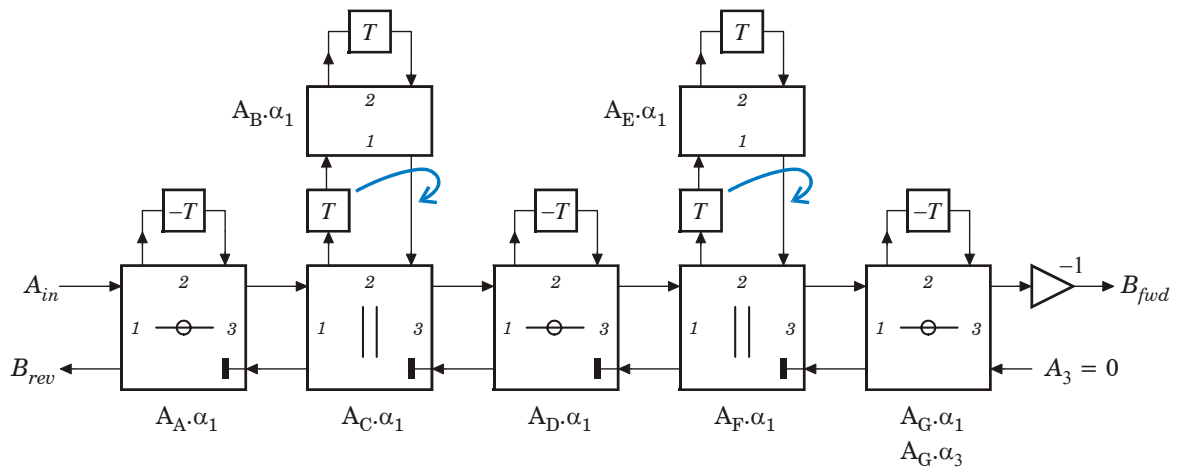 T
T
2
1
2
1
A_B.α_1
A_E.α_1
–T
T
–T
T
–T
–1
A_in
2
2
2
2
2
B_fwd
1
3
1
3
1
3
1
3
1
3
B_rev
A_3 = 0
A_A.α_1
A_C.α_1
A_D.α_1
A_F.α_1
A_G.α_1
A_G.α_3